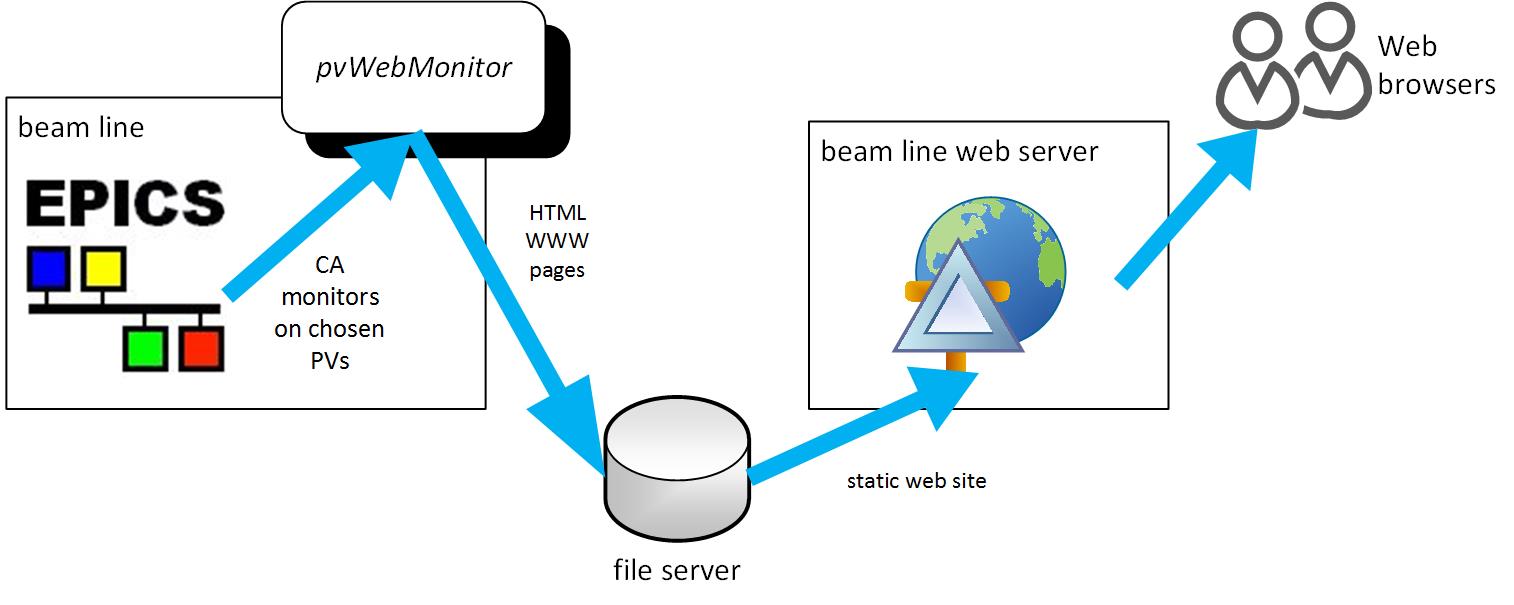 pvWebMonitor
beam line
EPICS
CA
monitors
on chosen
PVs
HTML
WWW
pages
file server
static web site
beam line web server
Web
browsers